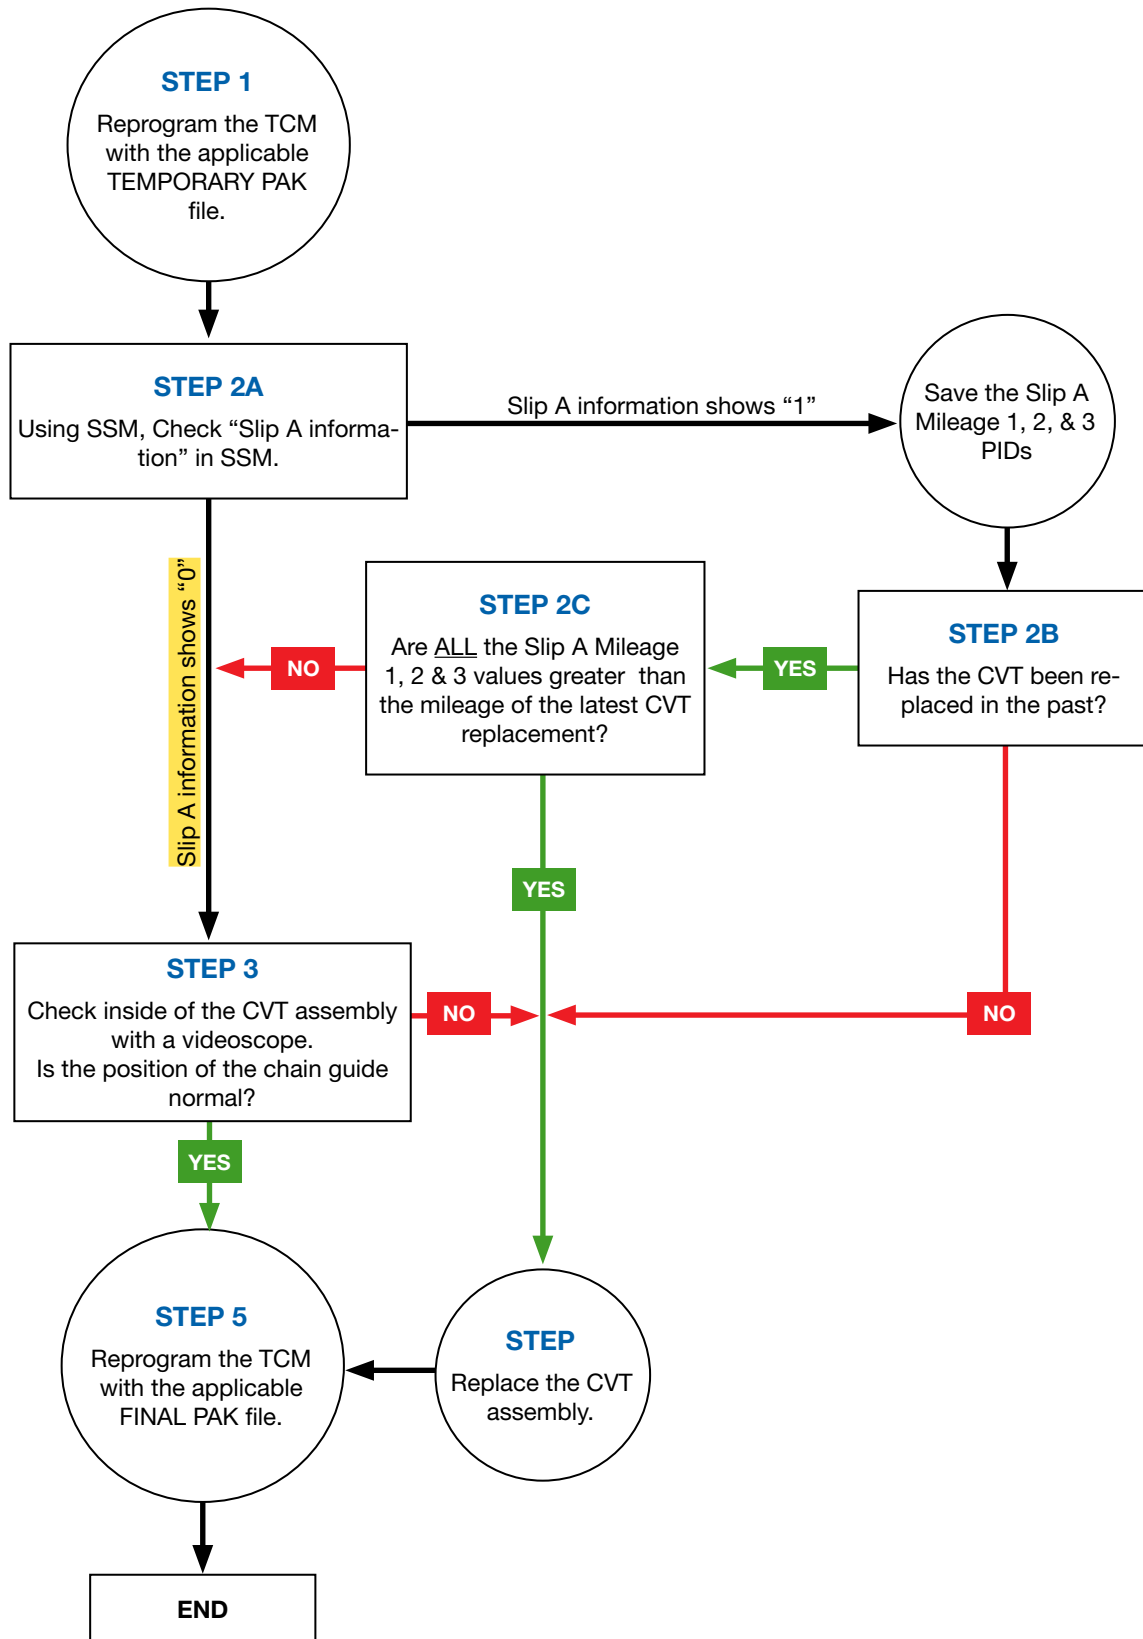 STEP 1
Reprogram the TCM
with the applicable
TEMPORARY PAK
file.
STEP 2A
Using SSM, Check “Slip A informa-
tion” in SSM.
Slip A information shows “1”
Save the Slip A
Mileage 1, 2, & 3
PIDs
Slip A information shows “0”
STEP 2B
Has the CVT been re-
placed in the past?
YES
STEP 2C
Are ALL the Slip A Mileage
1, 2 & 3 values greater  than
the mileage of the latest CVT
replacement?
NO
YES
NO
STEP 3
Check inside of the CVT assembly
with a videoscope.
Is the position of the chain guide
normal?
NO
YES
STEP 5
Reprogram the TCM
with the applicable
FINAL PAK file.
STEP
Replace the CVT
assembly.
END